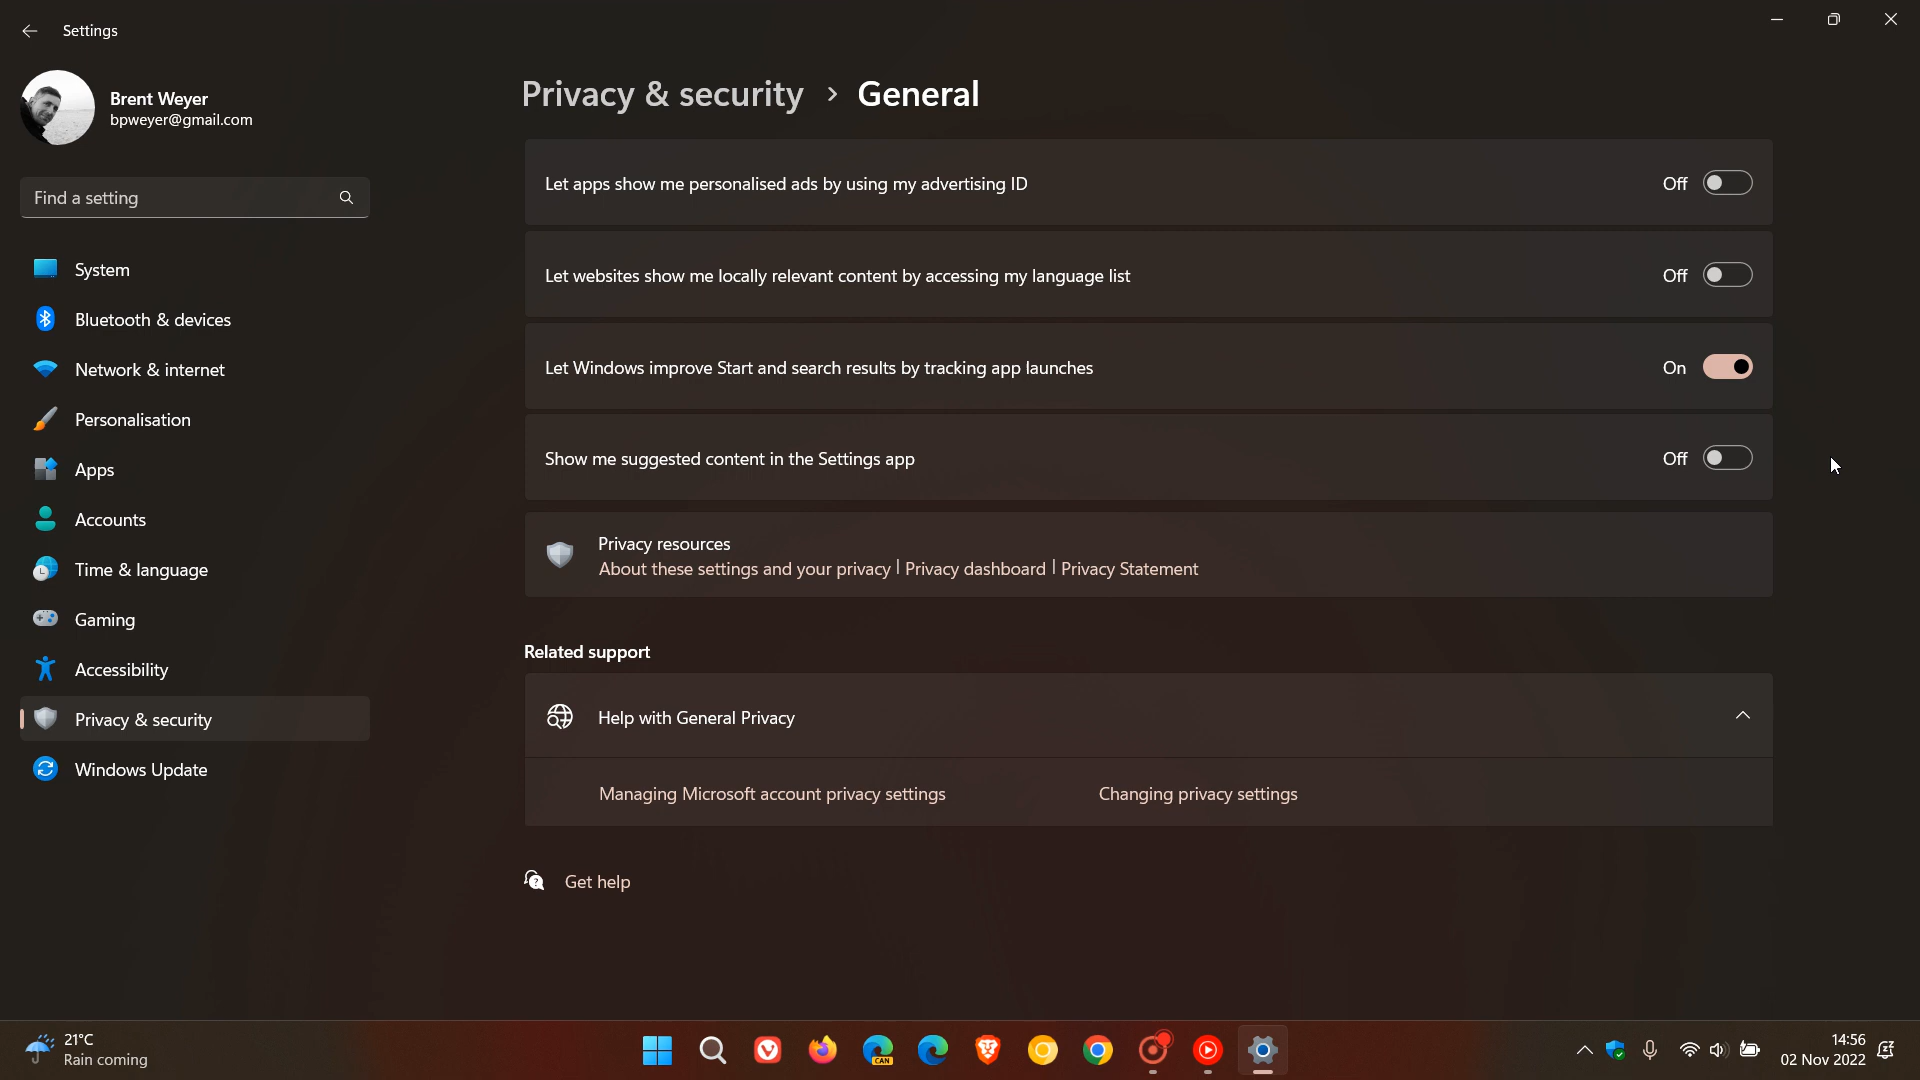 Settings
Brent Weyer
bpweyer@gmail.com
Find a setting
System
Bluetooth & devices
Network & internet
Personalisation
Apps
Accounts
Time & language
Gaming
Accessibility
Privacy & security
Windows Update
Privacy & security > General
Let apps show me personalised ads by using my advertising ID Off
Let websites show me locally relevant content by accessing my language list Off
Let Windows improve Start and search results by tracking app launches On
Show me suggested content in the Settings app Off
Privacy resources
About these settings and your privacy | Privacy dashboard | Privacy Statement
Related support
Help with General Privacy
Managing Microsoft account privacy settings Changing privacy settings
Get help
21°C
Rain coming
CAN
14:56
02 Nov 2022